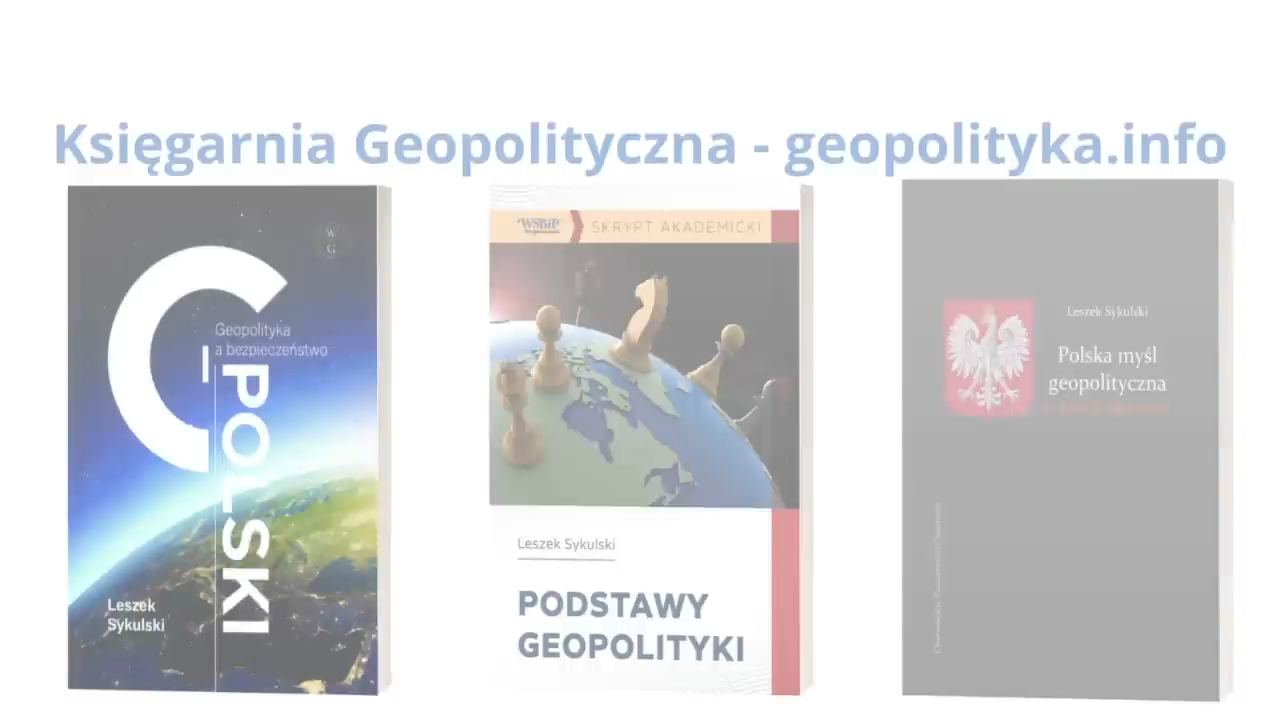 Księgarnia Geopolityczna - geopolityka.info
W
G
Geopolityka
a bezpieczeństwo
POLSKI
Leszek
Sykulski
WSBiP
SKRYPT AKADEMICKI
Leszek Sykulski
PODSTAWY
GEOPOLITYKI
Leszek Sykulski
Polska myśl
geopolityczna